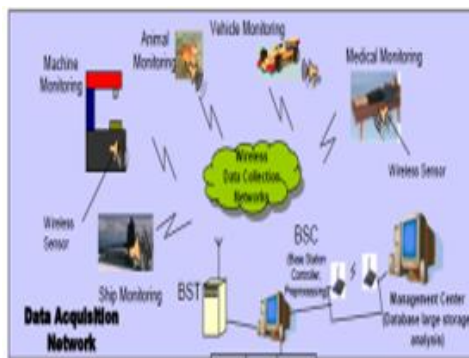 Vehicle Monitoring
Animal
Monitoring
Medical Monitoring
Machine
Monitoring
Wireless
Data Collection
Networks
Wireless Sensor
Wireless
Sensor
Ship Monitoring
BST
BSC
(Base Station
Controller,
Preprocessing)
Management Center
(Database large storage
analysis)
Data Acquisition
Network